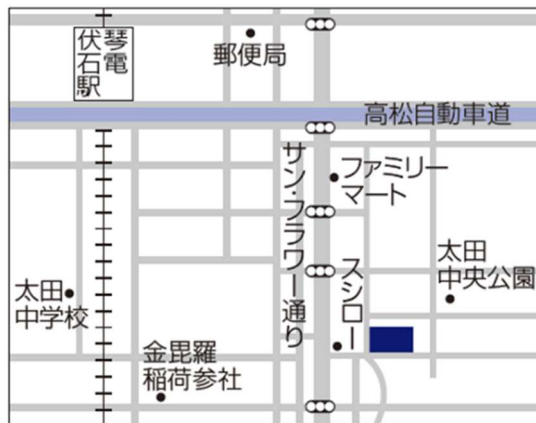 琴電
伏石駅
郵便局
高松自動車道
サン・フラワー通り
ファミリー
マート
太田
中央公園
スシロー
太田
中学校
金毘羅
稲荷参社